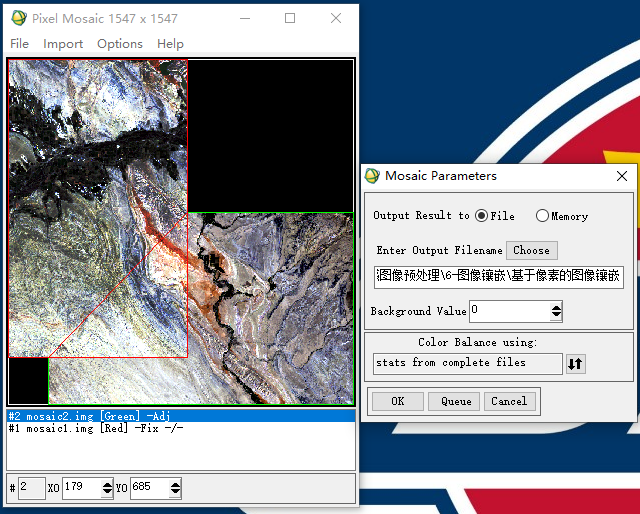 Pixel Mosaic 1547 x 1547
File Import Options Help
#2 mosaic2.img [Green] -Adj
#1 mosaic1.img [Red] -Fix -/-
# 2 X0 179 Y0 685
Mosaic Parameters
Output Result to File Memory
Enter Output Filename Choose
图像预处理\6-图像镶嵌\基于像素的图像镶嵌
Background Value 0
Color Balance using:
stats from complete files
OK Queue Cancel